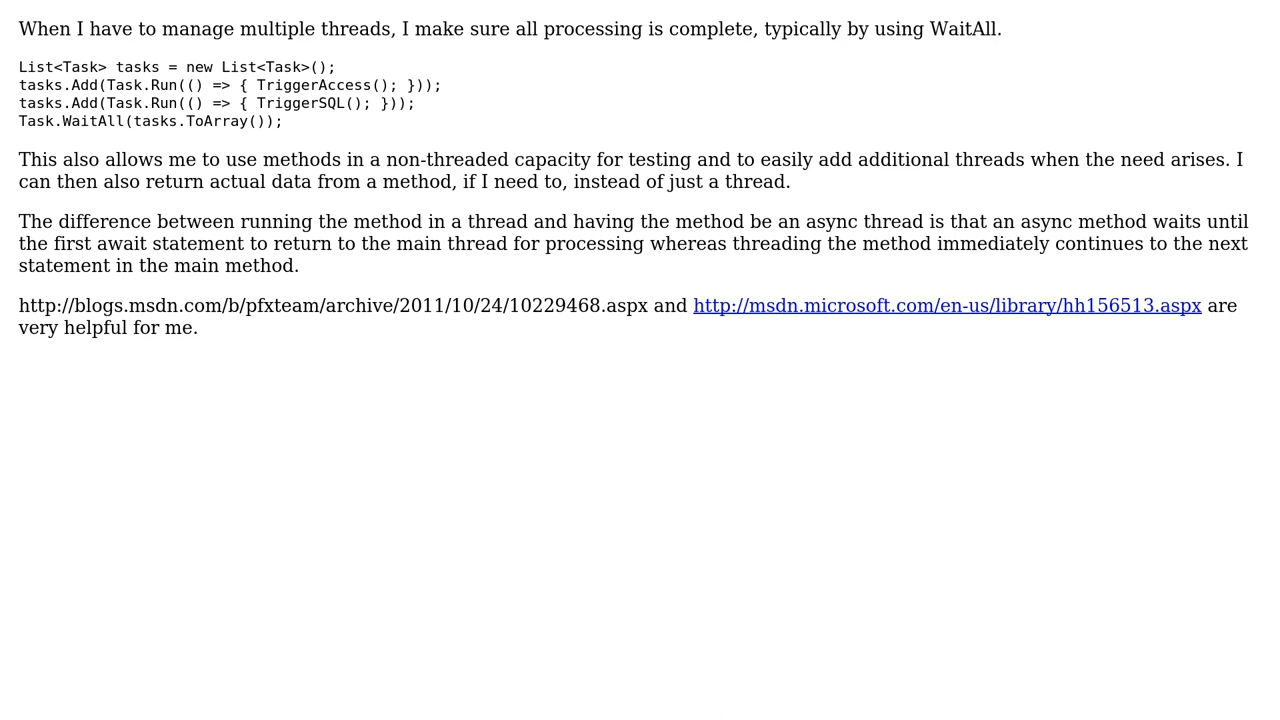 When I have to manage multiple threads, I make sure all processing is complete, typically by using WaitAll.
List<Task> tasks = new List<Task>();
tasks.Add(Task.Run(() => { TriggerAccess(); }));
tasks.Add(Task.Run(() => { TriggerSQL(); }));
Task.WaitAll(tasks.ToArray());
This also allows me to use methods in a non-threaded capacity for testing and to easily add additional threads when the need arises. I
can then also return actual data from a method, if I need to, instead of just a thread.
The difference between running the method in a thread and having the method be an async thread is that an async method waits until
the first await statement to return to the main thread for processing whereas threading the method immediately continues to the next
statement in the main method.
http://blogs.msdn.com/b/pfxteam/archive/2011/10/24/10229468.aspx and http://msdn.microsoft.com/en-us/library/hh156513.aspx are
very helpful for me.